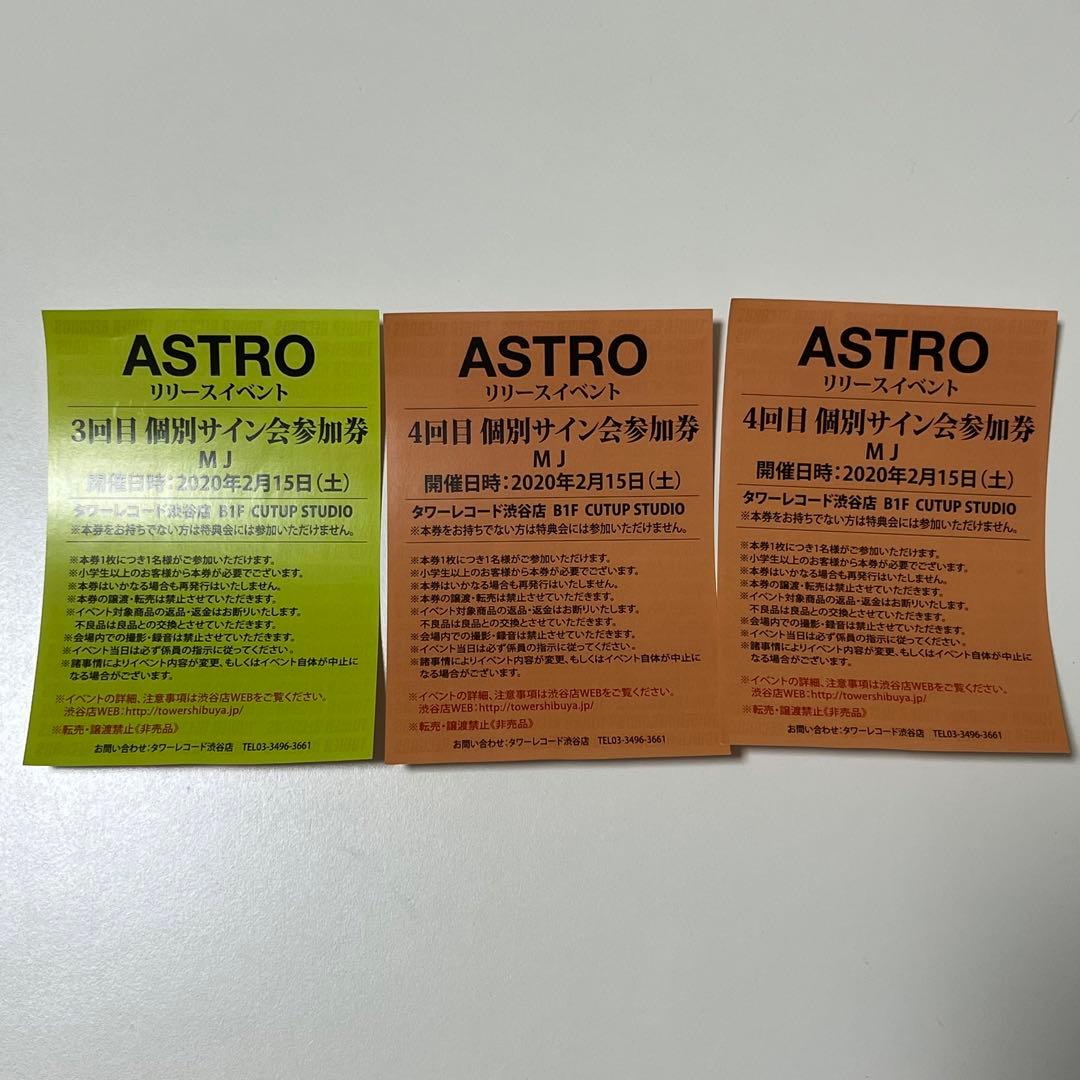 ASTRO
リリースイベント
3回目 個別サイン会参加券
MJ
開催日時：2020年2月15日（土）
タワーレコード渋谷店 B1F CUTUP STUDIO
※本券をお持ちでない方は特典会には参加いただけません。
※本券1枚につき1名様がご参加いただけます。
※小学生以上のお客様から本券が必要でございます。
※本券はいかなる場合も再発行はいたしません。
※本券の譲渡・転売は禁止させていただきます。
※イベント対象商品の返品・返金はお断りいたします。
不良品は良品との交換とさせていただきます。
※会場内での撮影・録音は禁止させていただきます。
※イベント当日は必ず係員の指示に従ってください。
※諸事情によりイベント内容が変更、もしくはイベント自体が中止に
なる場合がございます。
※イベントの詳細、注意事項は渋谷店WEBをご覧ください。
渋谷店WEB：http://towershibuya.jp/
※転売・譲渡禁止《非売品》
お問い合わせ：タワーレコード渋谷店 TEL03-3496-3661
ASTRO
リリースイベント
4回目 個別サイン会参加券
MJ
開催日時：2020年2月15日（土）
タワーレコード渋谷店 B1F CUTUP STUDIO
※本券をお持ちでない方は特典会には参加いただけません。
※本券1枚につき1名様がご参加いただけます。
※小学生以上のお客様から本券が必要でございます。
※本券はいかなる場合も再発行はいたしません。
※本券の譲渡・転売は禁止させていただきます。
※イベント対象商品の返品・返金はお断りいたします。
不良品は良品との交換とさせていただきます。
※会場内での撮影・録音は禁止させていただきます。
※イベント当日は必ず係員の指示に従ってください。
※諸事情によりイベント内容が変更、もしくはイベント自体が中止に
なる場合がございます。
※イベントの詳細、注意事項は渋谷店WEBをご覧ください。
渋谷店WEB：http://towershibuya.jp/
※転売・譲渡禁止《非売品》
お問い合わせ：タワーレコード渋谷店 TEL03-3496-3661
ASTRO
リリースイベント
4回目 個別サイン会参加券
MJ
開催日時：2020年2月15日（土）
タワーレコード渋谷店 B1F CUTUP STUDIO
※本券をお持ちでない方は特典会には参加いただけません。
※本券1枚につき1名様がご参加いただけます。
※小学生以上のお客様から本券が必要でございます。
※本券はいかなる場合も再発行はいたしません。
※本券の譲渡・転売は禁止させていただきます。
※イベント対象商品の返品・返金はお断りいたします。
不良品は良品との交換とさせていただきます。
※会場内での撮影・録音は禁止させていただきます。
※イベント当日は必ず係員の指示に従ってください。
※諸事情によりイベント内容が変更、もしくはイベント自体が中止に
なる場合がございます。
※イベントの詳細、注意事項は渋谷店WEBをご覧ください。
渋谷店WEB：http://towershibuya.jp/
※転売・譲渡禁止《非売品》
お問い合わせ：タワーレコード渋谷店 TEL03-3496-3661